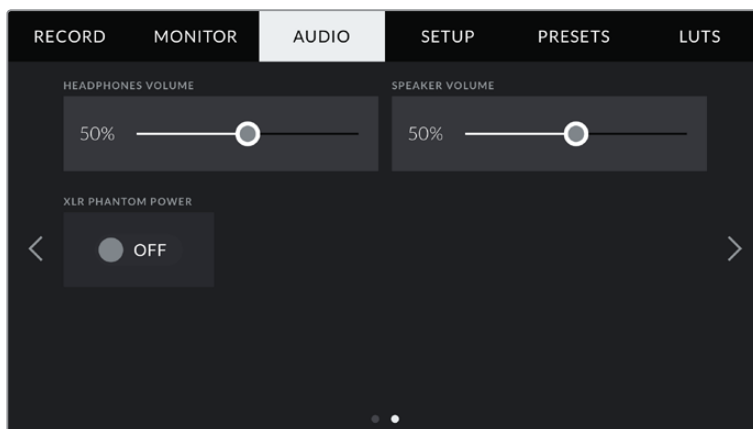 RECORD MONITOR AUDIO SETUP PRESETS LUTS
HEADPHONES VOLUME SPEAKER VOLUME
50% 50%
XLR PHANTOM POWER
OFF